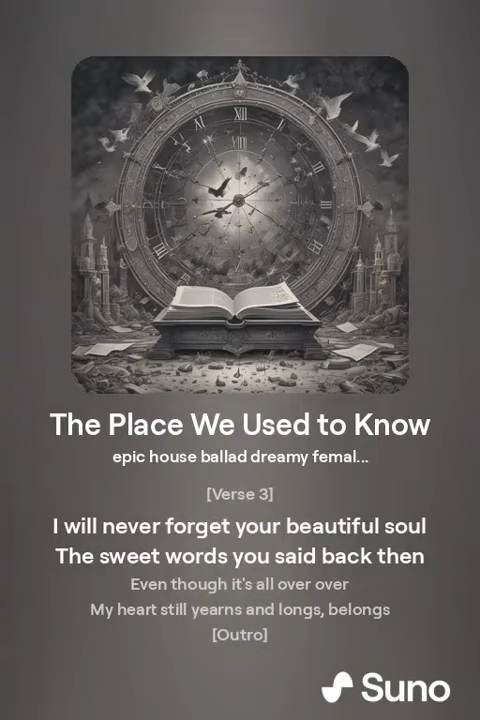 XII
The Place We Used to Know
epic house ballad dreamy femal...
[Verse 3]
I will never forget your beautiful soul
The sweet words you said back then
Even though it's all over over
My heart still yearns and longs, belongs
[Outro]
Suno